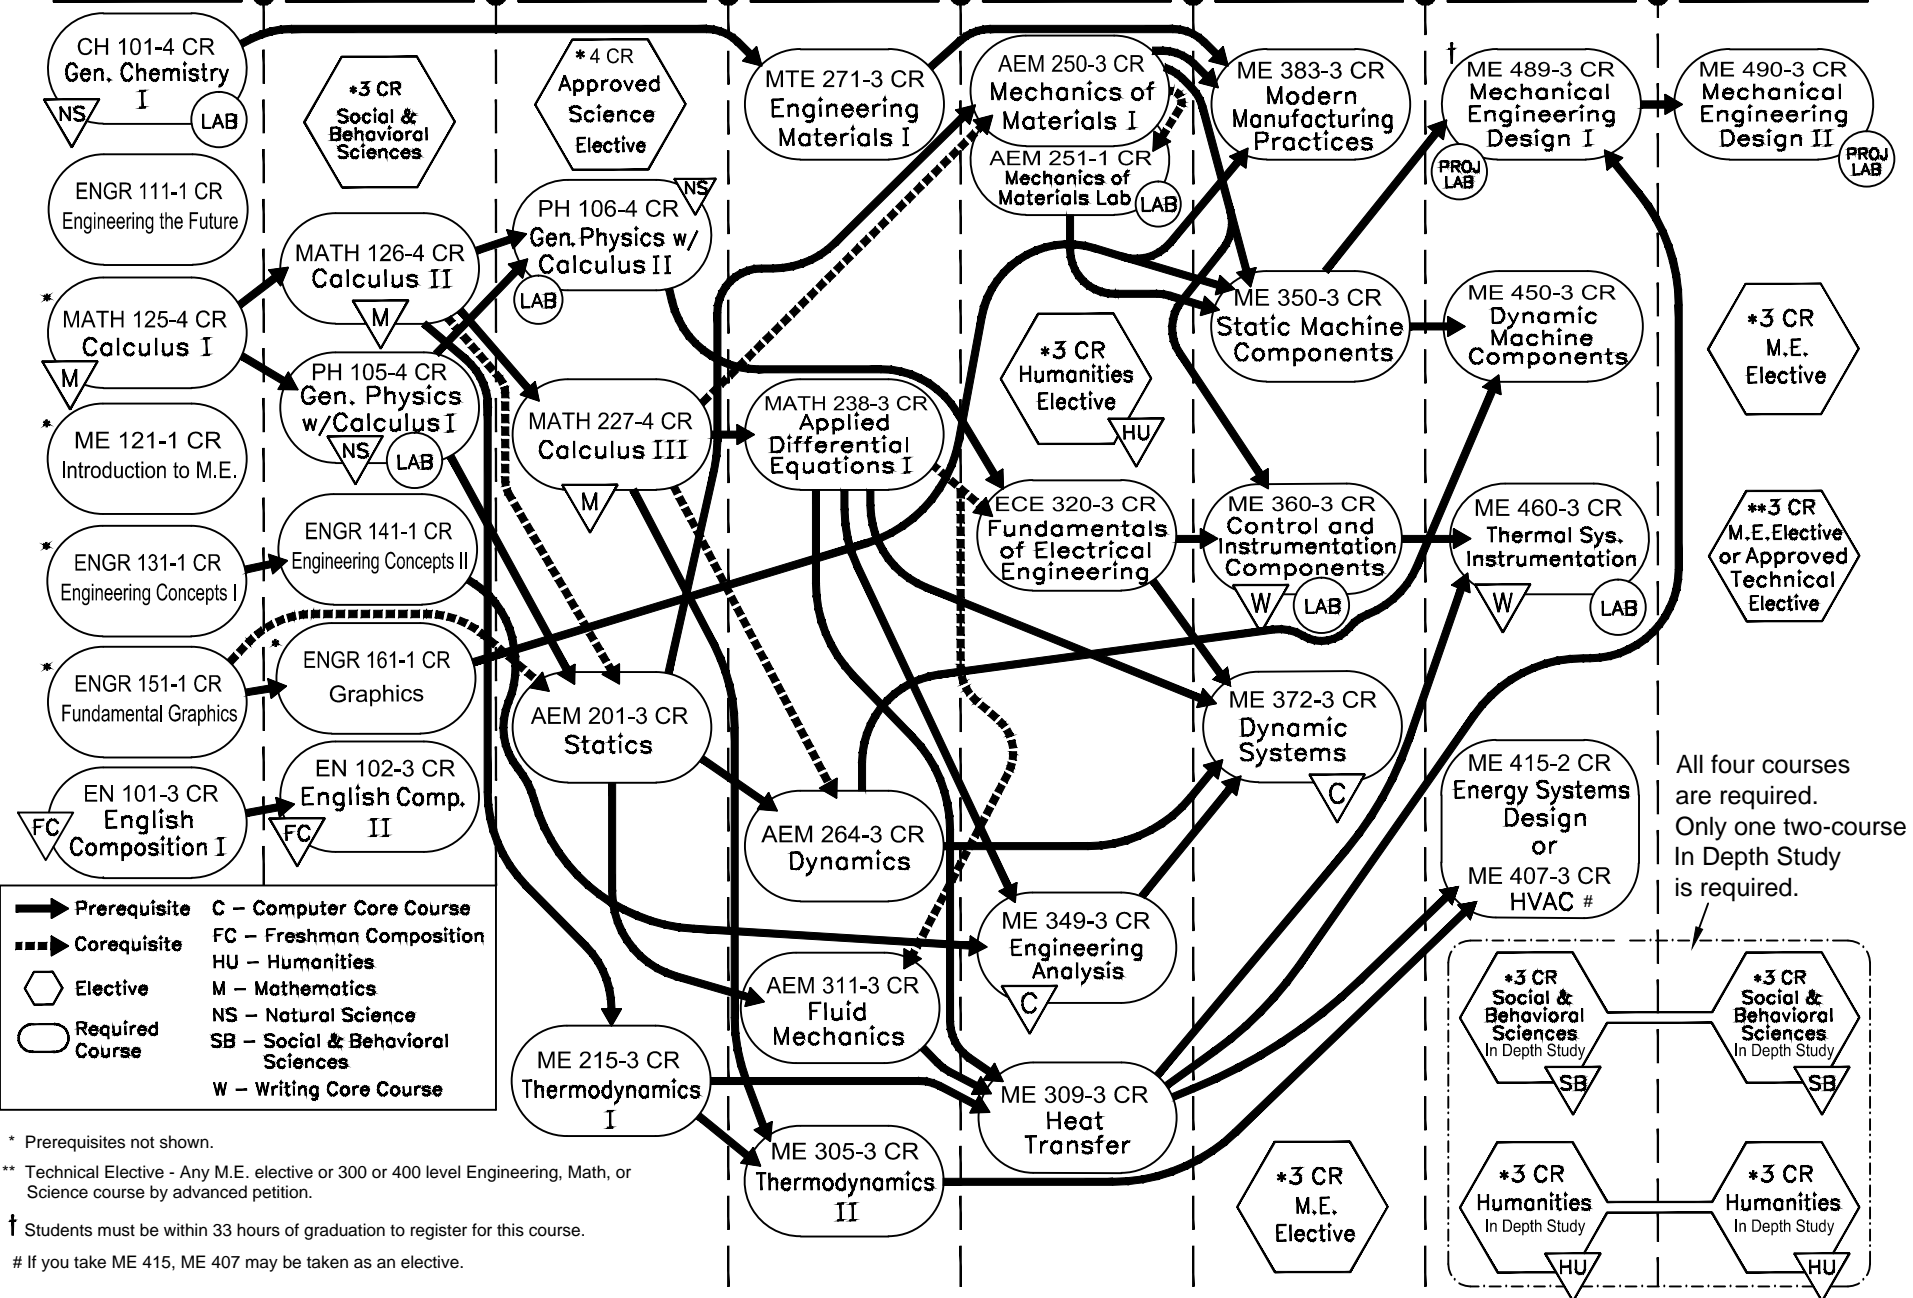 CH 101-4 CR
Gen. Chemistry
I
NS
LAB
ENGR 111-1 CR
Engineering the Future
*
MATH 125-4 CR
Calculus I
M
*
ME 121-1 CR
Introduction to M.E.
*
ENGR 131-1 CR
Engineering Concepts I
*
ENGR 151-1 CR
Fundamental Graphics
EN 101-3 CR
English
Composition I
FC
*3 CR
Social &
Behavioral
Sciences
MATH 126-4 CR
Calculus II
M
PH 105-4 CR
Gen. Physics
w/Calculus I
NS
LAB
ENGR 141-1 CR
Engineering Concepts II
*
ENGR 161-1 CR
Graphics
EN 102-3 CR
English Comp.
II
FC
*4 CR
Approved
Science
Elective
PH 106-4 CR
Gen. Physics w/
Calculus II
NS
LAB
MATH 227-4 CR
Calculus III
M
AEM 201-3 CR
Statics
ME 215-3 CR
Thermodynamics
I
MTE 271-3 CR
Engineering
Materials I
MATH 238-3 CR
Applied
Differential
Equations I
AEM 264-3 CR
Dynamics
AEM 311-3 CR
Fluid
Mechanics
ME 305-3 CR
Thermodynamics
II
AEM 250-3 CR
Mechanics of
Materials I
AEM 251-1 CR
Mechanics of
Materials Lab
LAB
*3 CR
Humanities
Elective
HU
ECE 320-3 CR
Fundamentals
of Electrical
Engineering
ME 349-3 CR
Engineering
Analysis
C
ME 309-3 CR
Heat
Transfer
ME 383-3 CR
Modern
Manufacturing
Practices
ME 350-3 CR
Static Machine
Components
ME 360-3 CR
Control and
Instrumentation
Components
W
LAB
ME 372-3 CR
Dynamic
Systems
C
*3 CR
M.E.
Elective
†
ME 489-3 CR
Mechanical
Engineering
Design I
PROJ
LAB
ME 450-3 CR
Dynamic
Machine
Components
ME 460-3 CR
Thermal Sys.
Instrumentation
W
LAB
ME 415-2 CR
Energy Systems
Design
or
ME 407-3 CR
HVAC #
ME 490-3 CR
Mechanical
Engineering
Design II
PROJ
LAB
*3 CR
M.E.
Elective
**3 CR
M.E.Elective
or Approved
Technical
Elective
All four courses
are required.
Only one two-course
In Depth Study
is required.
*3 CR
Social &
Behavioral
Sciences
In Depth Study
SB
*3 CR
Social &
Behavioral
Sciences
In Depth Study
SB
*3 CR
Humanities
In Depth Study
HU
*3 CR
Humanities
In Depth Study
HU
Prerequisite
Corequisite
Elective
Required
Course
C - Computer Core Course
FC - Freshman Composition
HU - Humanities
M - Mathematics
NS - Natural Science
SB - Social & Behavioral
Sciences
W - Writing Core Course
* Prerequisites not shown.
** Technical Elective - Any M.E. elective or 300 or 400 level Engineering, Math, or
Science course by advanced petition.
† Students must be within 33 hours of graduation to register for this course.
# If you take ME 415, ME 407 may be taken as an elective.